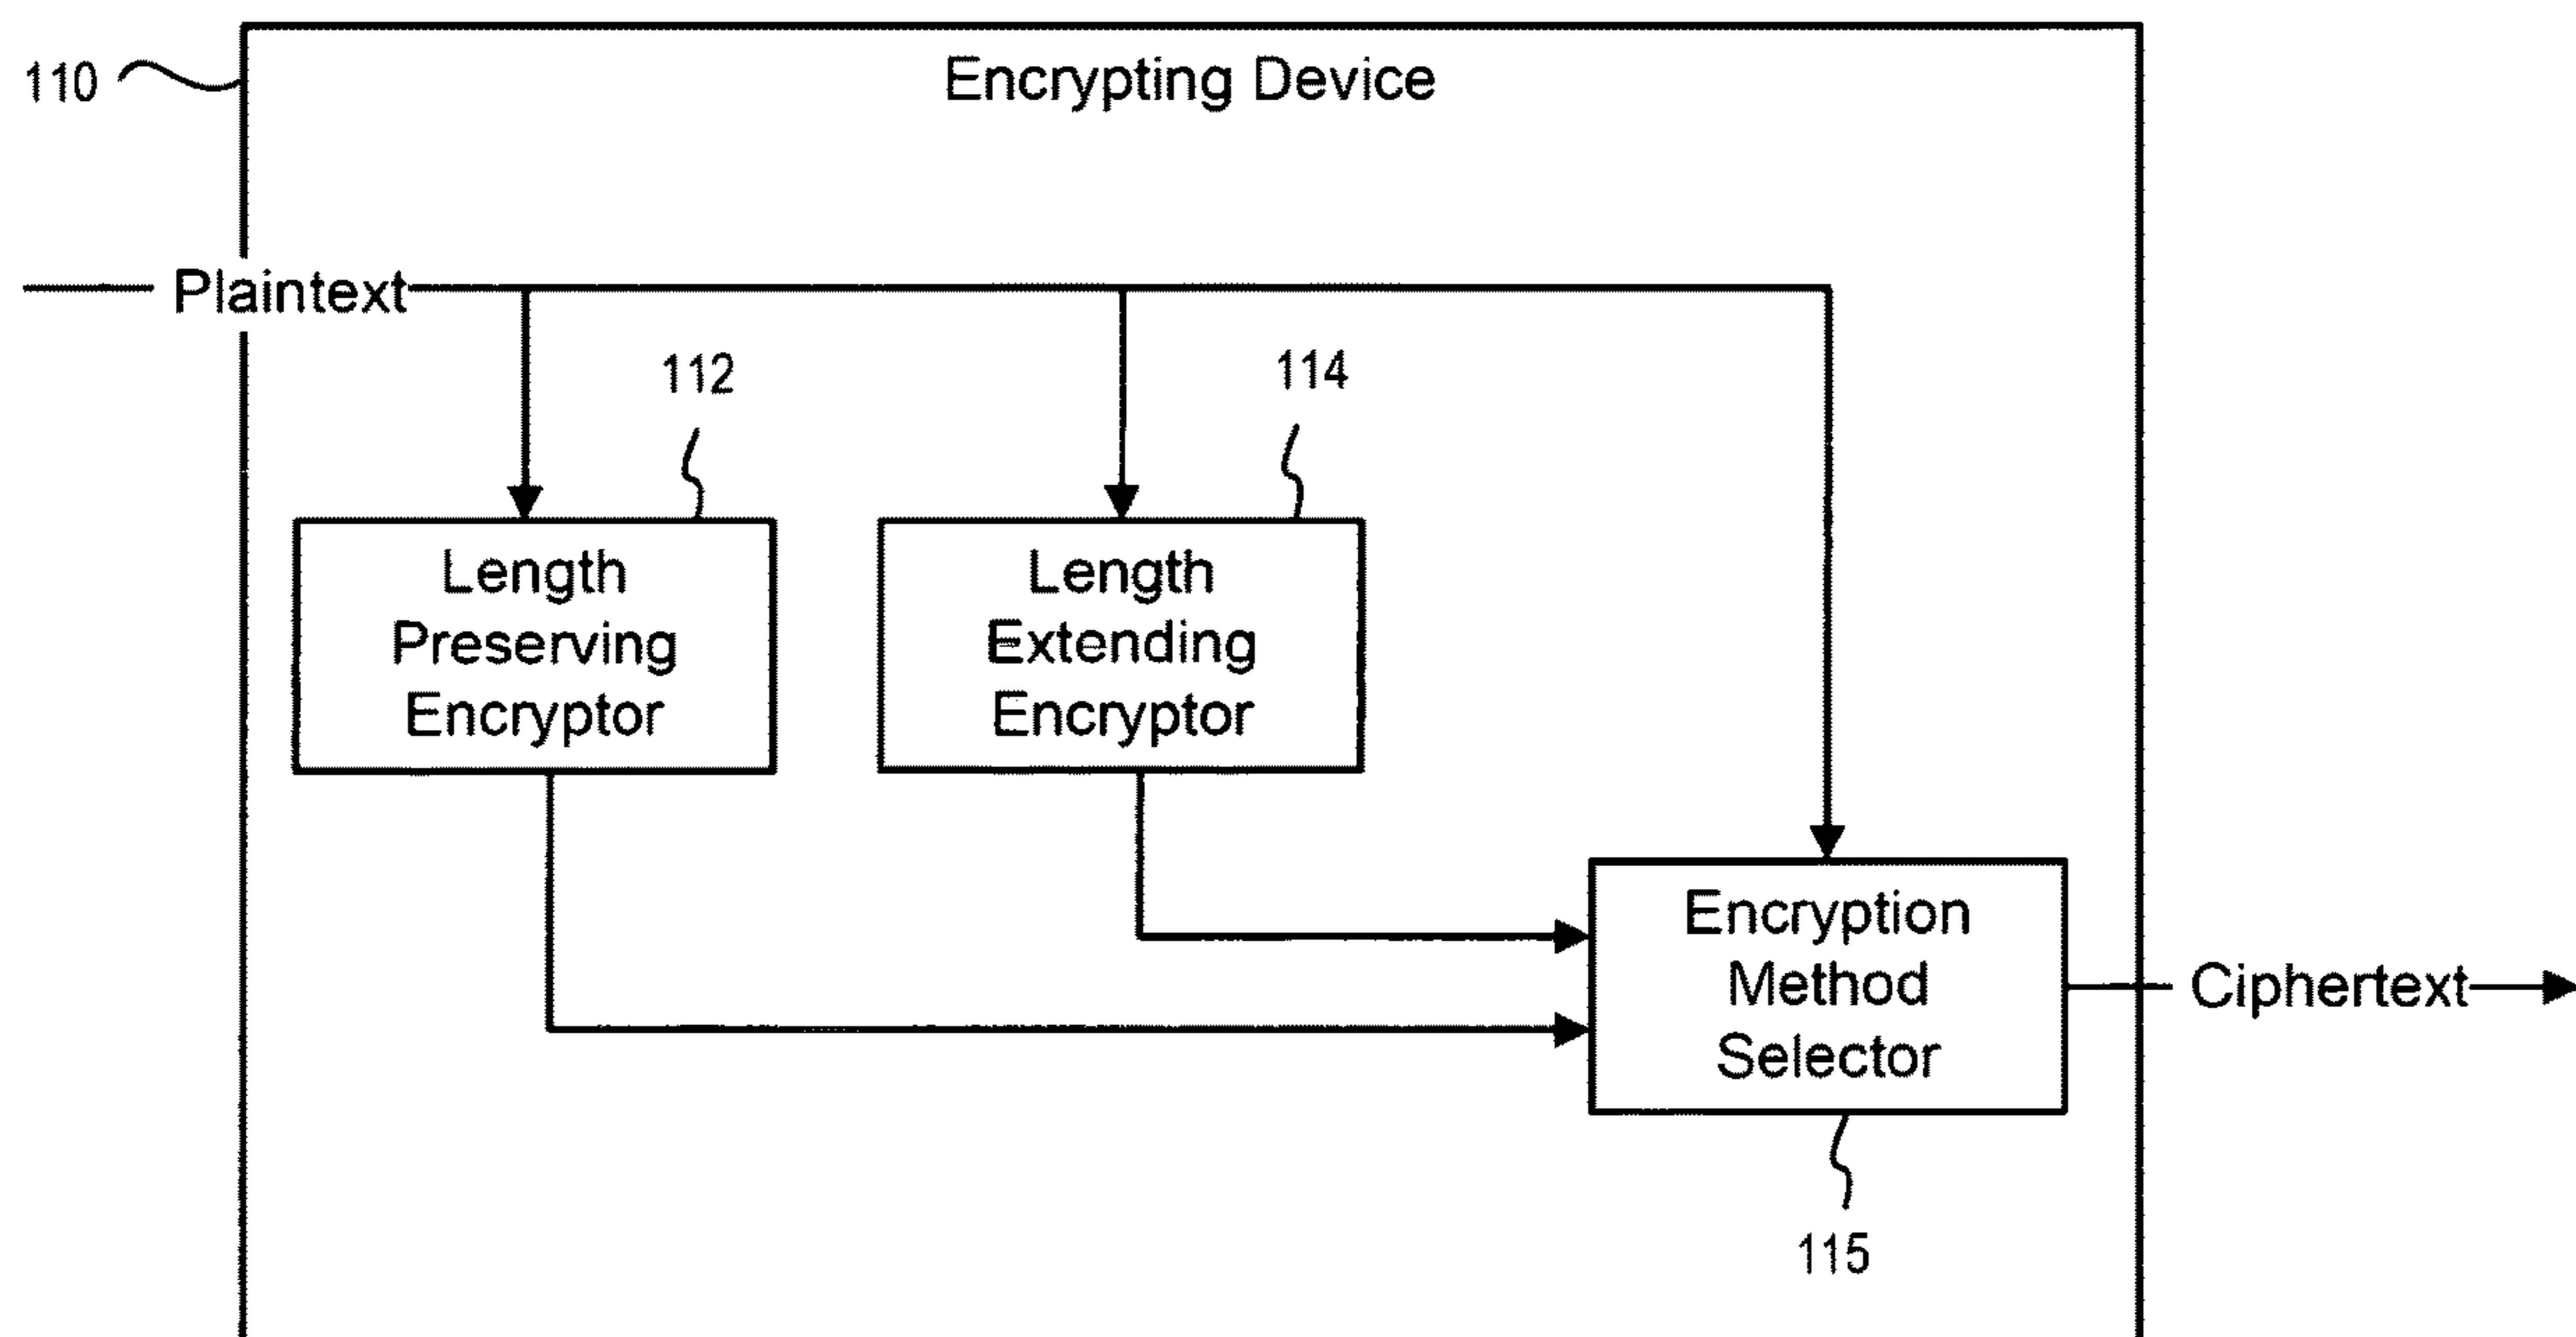 110
Encrypting Device
Plaintext
112
114
Length
Preserving
Encryptor
Length
Extending
Encryptor
Encryption
Method
Selector
Ciphertext
115